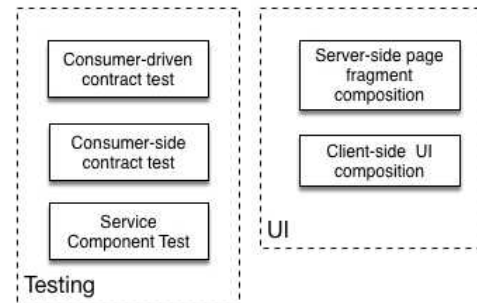 Consumer-driven
contract test
Consumer-side
contract test
Service
Component Test
Testing
Server-side page
fragment
composition
Client-side UI
composition
UI